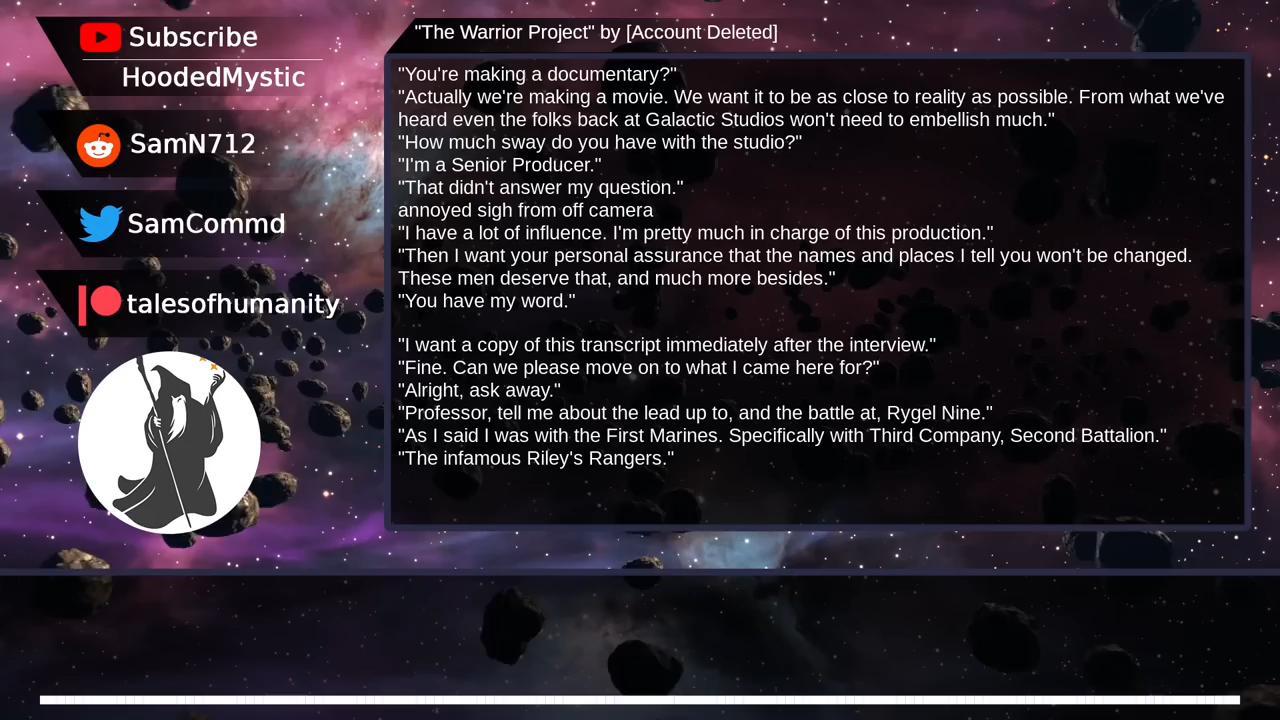 Subscribe
HoodedMystic
SamN712
SamCommd
talesofhumanity
"The Warrior Project" by [Account Deleted]
"You're making a documentary?"
"Actually we're making a movie. We want it to be as close to reality as possible. From what we've
heard even the folks back at Galactic Studios won't need to embellish much."
"How much sway do you have with the studio?"
"I'm a Senior Producer."
"That didn't answer my question."
annoyed sigh from off camera
"I have a lot of influence. I'm pretty much in charge of this production."
"Then I want your personal assurance that the names and places I tell you won't be changed.
These men deserve that, and much more besides."
"You have my word."
"I want a copy of this transcript immediately after the interview."
"Fine. Can we please move on to what I came here for?"
"Alright, ask away."
"Professor, tell me about the lead up to, and the battle at, Rygel Nine."
"As I said I was with the First Marines. Specifically with Third Company, Second Battalion."
"The infamous Riley's Rangers."